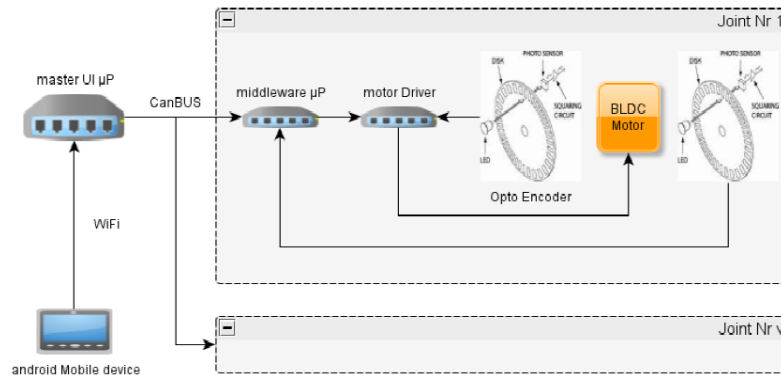 Joint Nr 1
master UI µP
CanBUS
middleware µP
motor Driver
DISK
PHOTO SENSOR
SQUARING
CIRCUIT
LED
Opto Encoder
BLDC
Motor
DISK
PHOTO SENSOR
SQUARING
CIRCUIT
LED
WiFi
android Mobile device
Joint Nr